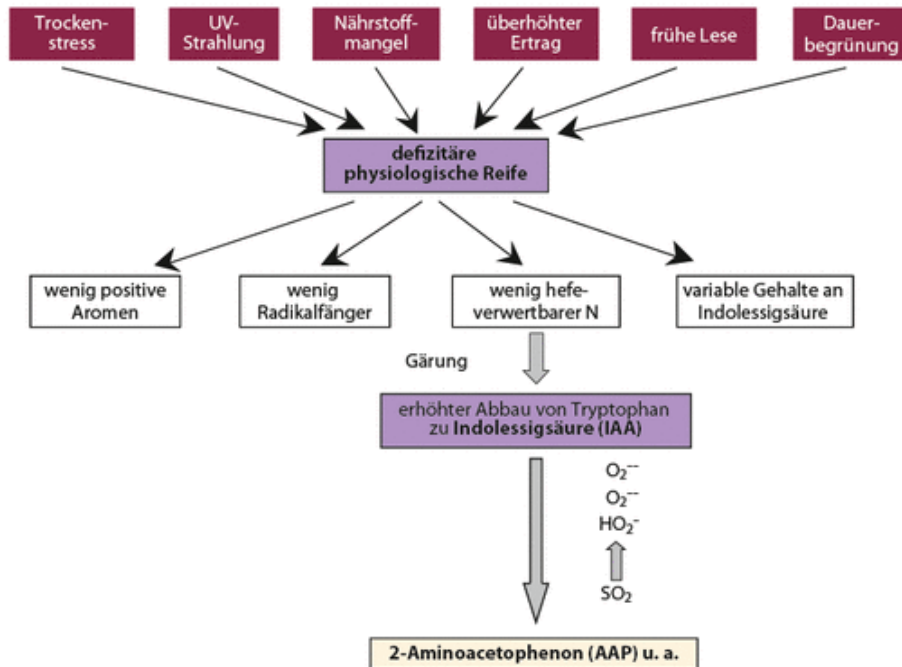 Trocken-
stress
UV-
Strahlung
Nährstoff-
mangel
überhöhter
Ertrag
frühe Lese
Dauer-
begrünung
defizitäre
physiologische Reife
wenig positive
Aromen
wenig
Radikalfänger
wenig hefe-
verwertbarer N
variable Gehalte an
Indolessigsäure
Gärung
erhöhter Abbau von Tryptophan
zu Indolessigsäure (IAA)
O₂⁻⁻
O₂⁻⁻
HO₂⁻
SO₂
2-Aminoacetophenon (AAP) u. a.